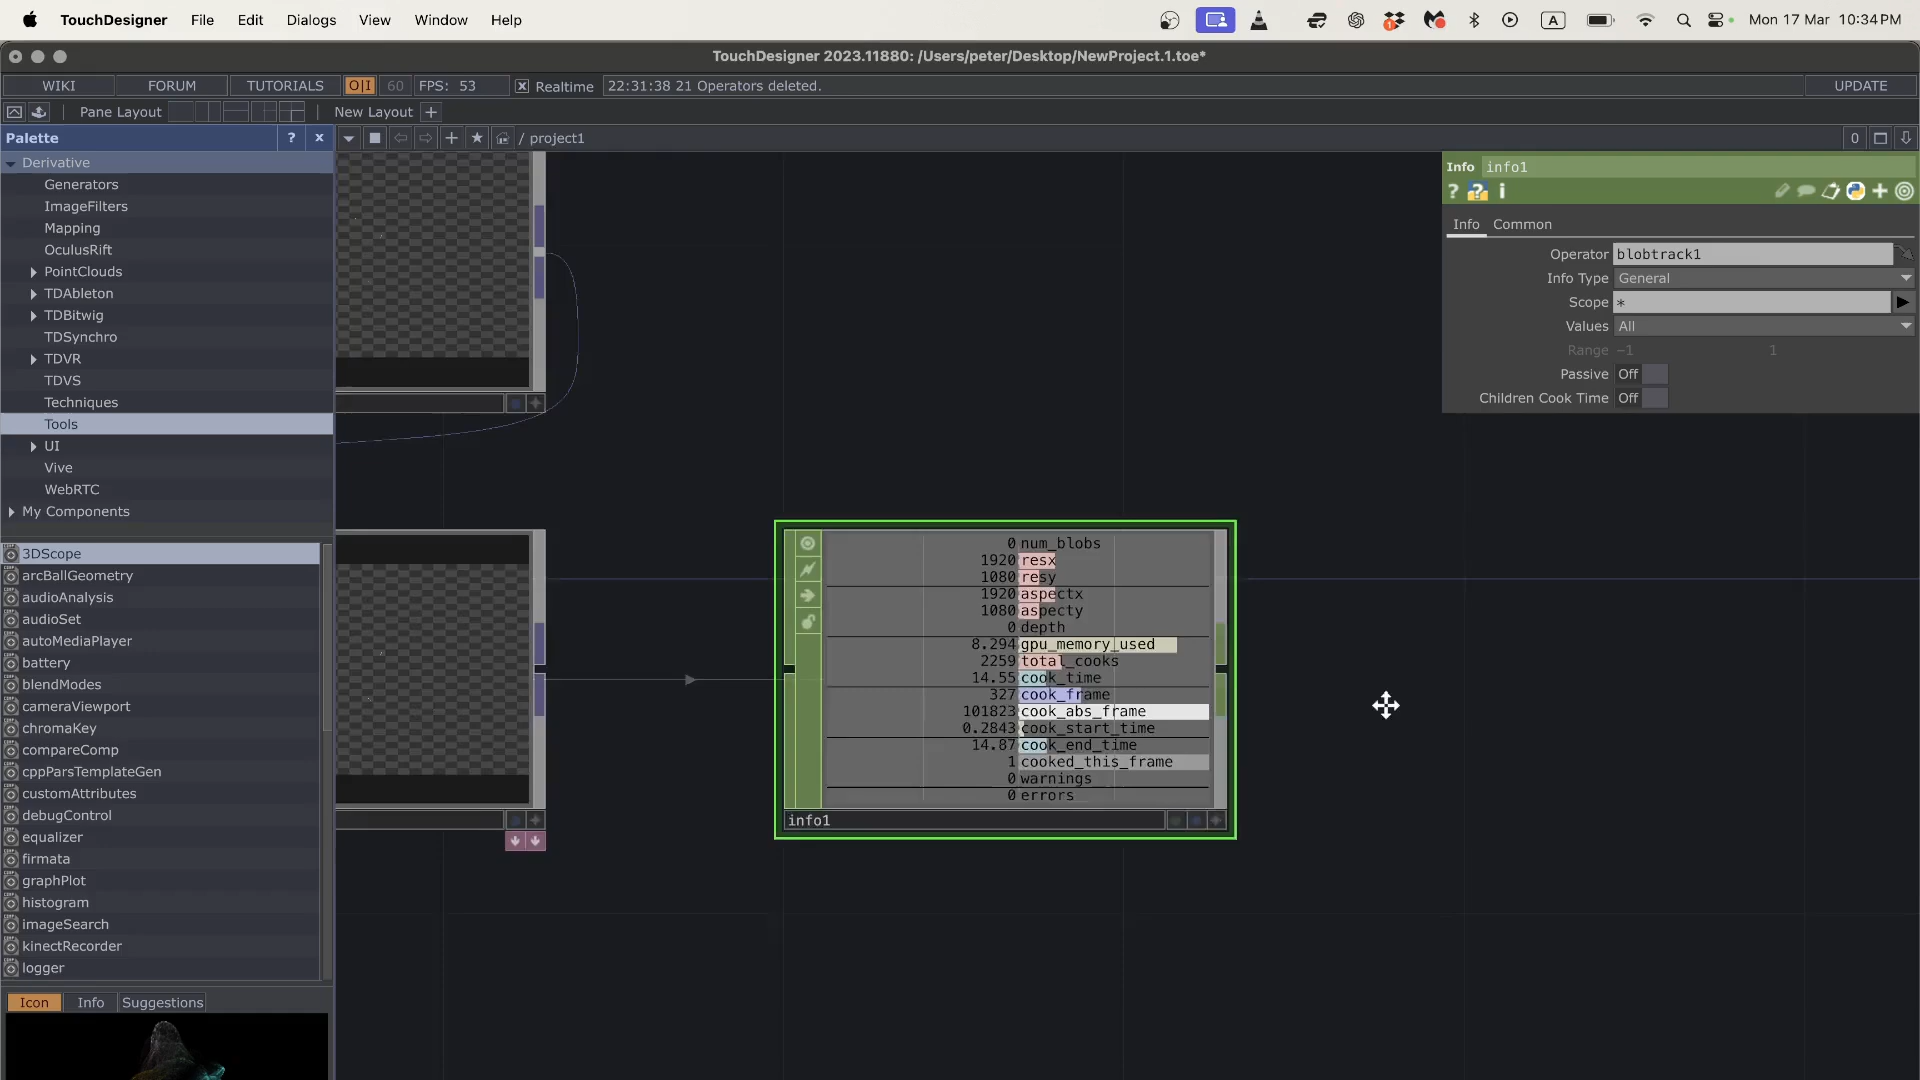 TouchDesigner File Edit Dialogs View Window Help
1 A Mon 17 Mar 10:34PM
TouchDesigner 2023.11880: /Users/peter/Desktop/NewProject.1.toe*
WIKI FORUM TUTORIALS O|I 60 FPS: 53 Realtime 22:31:38 21 Operators deleted. UPDATE
Pane Layout New Layout +
Palette ? x / project1 0
Derivative
Generators
ImageFilters
Mapping
OculusRift
PointClouds
TDAbleton
TDBitwig
TDSynchro
TDVR
TDVS
Techniques
Tools
UI
Vive
WebRTC
My Components
3DScope
arcBallGeometry
audioAnalysis
audioSet
autoMediaPlayer
battery
blendModes
cameraViewport
chromaKey
compareComp
cppParsTemplateGen
customAttributes
debugControl
equalizer
firmata
graphPlot
histogram
imageSearch
kinectRecorder
logger
Icon Info Suggestions
0 num_blobs
1920 resx
1080 resy
1920 aspectx
1080 aspecty
0 depth
8.294 gpu_memory_used
2259 total_cooks
14.55 cook_time
327 cook_frame
101823 cook_abs_frame
0.2843 cook_start_time
14.87 cook_end_time
1 cooked_this_frame
0 warnings
0 errors
info1
Info info1
? ? i
Info Common
Operator blobtrack1
Info Type General
Scope *
Values All
Range -1 1
Passive Off
Children Cook Time Off